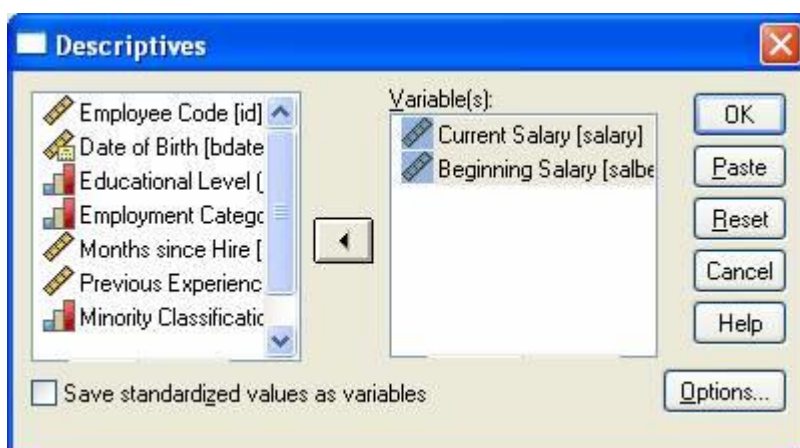 Descriptives
Employee Code [id]
Date of Birth [bdate
Educational Level (
Employment Catego
Months since Hire [
Previous Experienc
Minority Classificatic
Variable(s):
Current Salary [salary]
Beginning Salary [salbe
OK
Paste
Reset
Cancel
Help
Save standardized values as variables
Options...